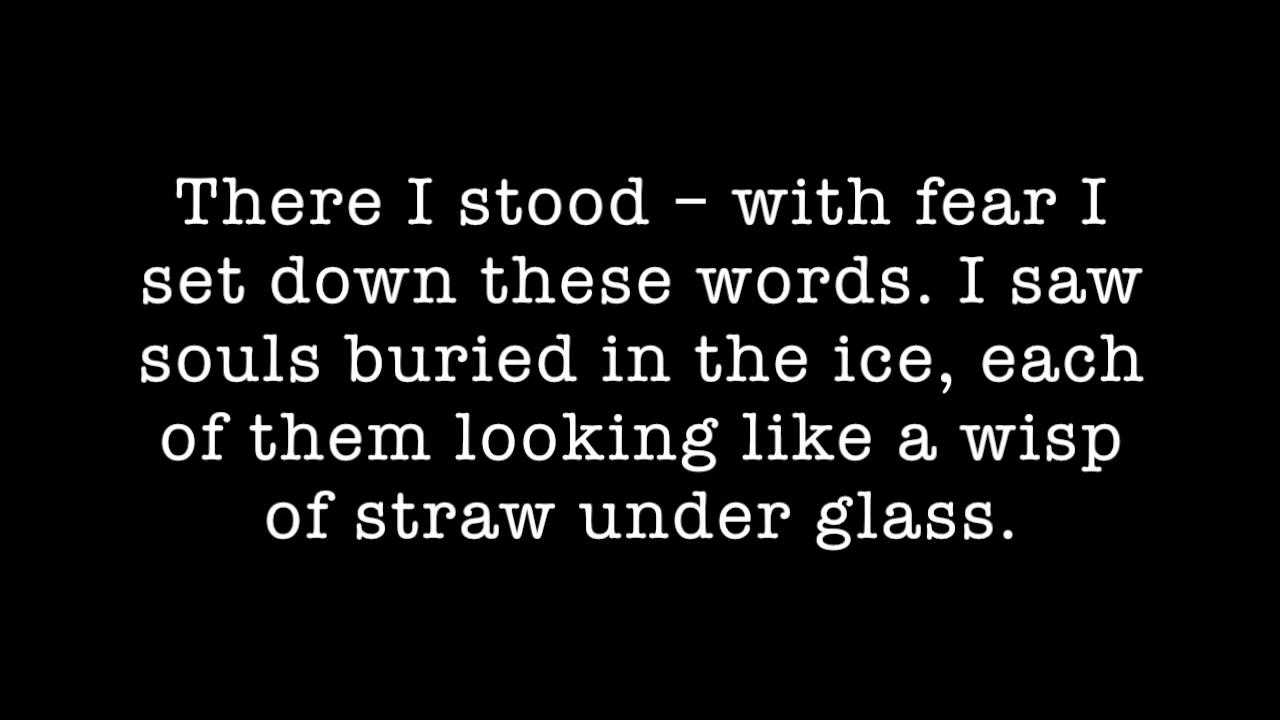 There I stood – with fear I
set down these words. I saw
souls buried in the ice, each
of them looking like a wisp
of straw under glass.